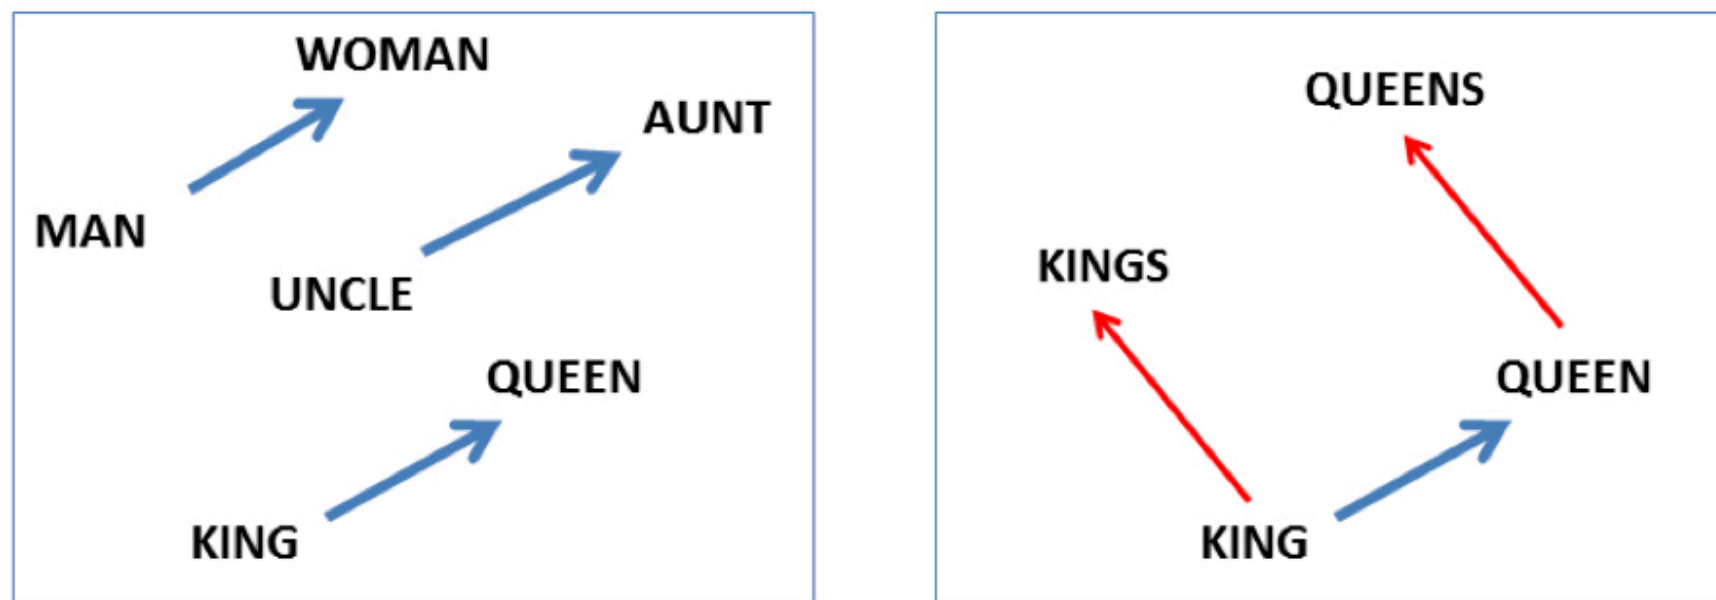 WOMAN
AUNT
MAN
UNCLE
QUEEN
KING
QUEENS
KINGS
QUEEN
KING